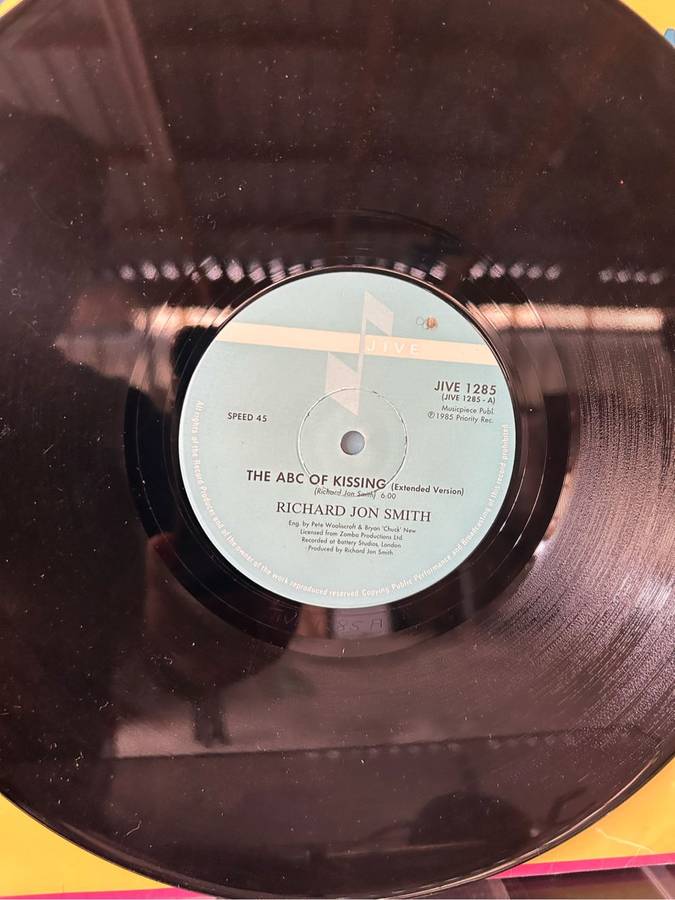 JIVE
JIVE 1285
(JIVE 1285 - A)
Musicpiece Publ.
℗1985 Priority Rec.
SPEED 45
THE ABC OF KISSING (Extended Version)
(Richard Jon Smith) 6:00
RICHARD JON SMITH
Eng. by Pete Woolliscroft & Bryan 'Chuck' New
Licensed from Zomba Productions Ltd.
Recorded at Battery Studios, London
Produced by Richard Jon Smith
All rights of the Record Producer and of the owner of the work reproduced reserved. Copying Public Performance and Broadcasting of this record prohibited.
85 A